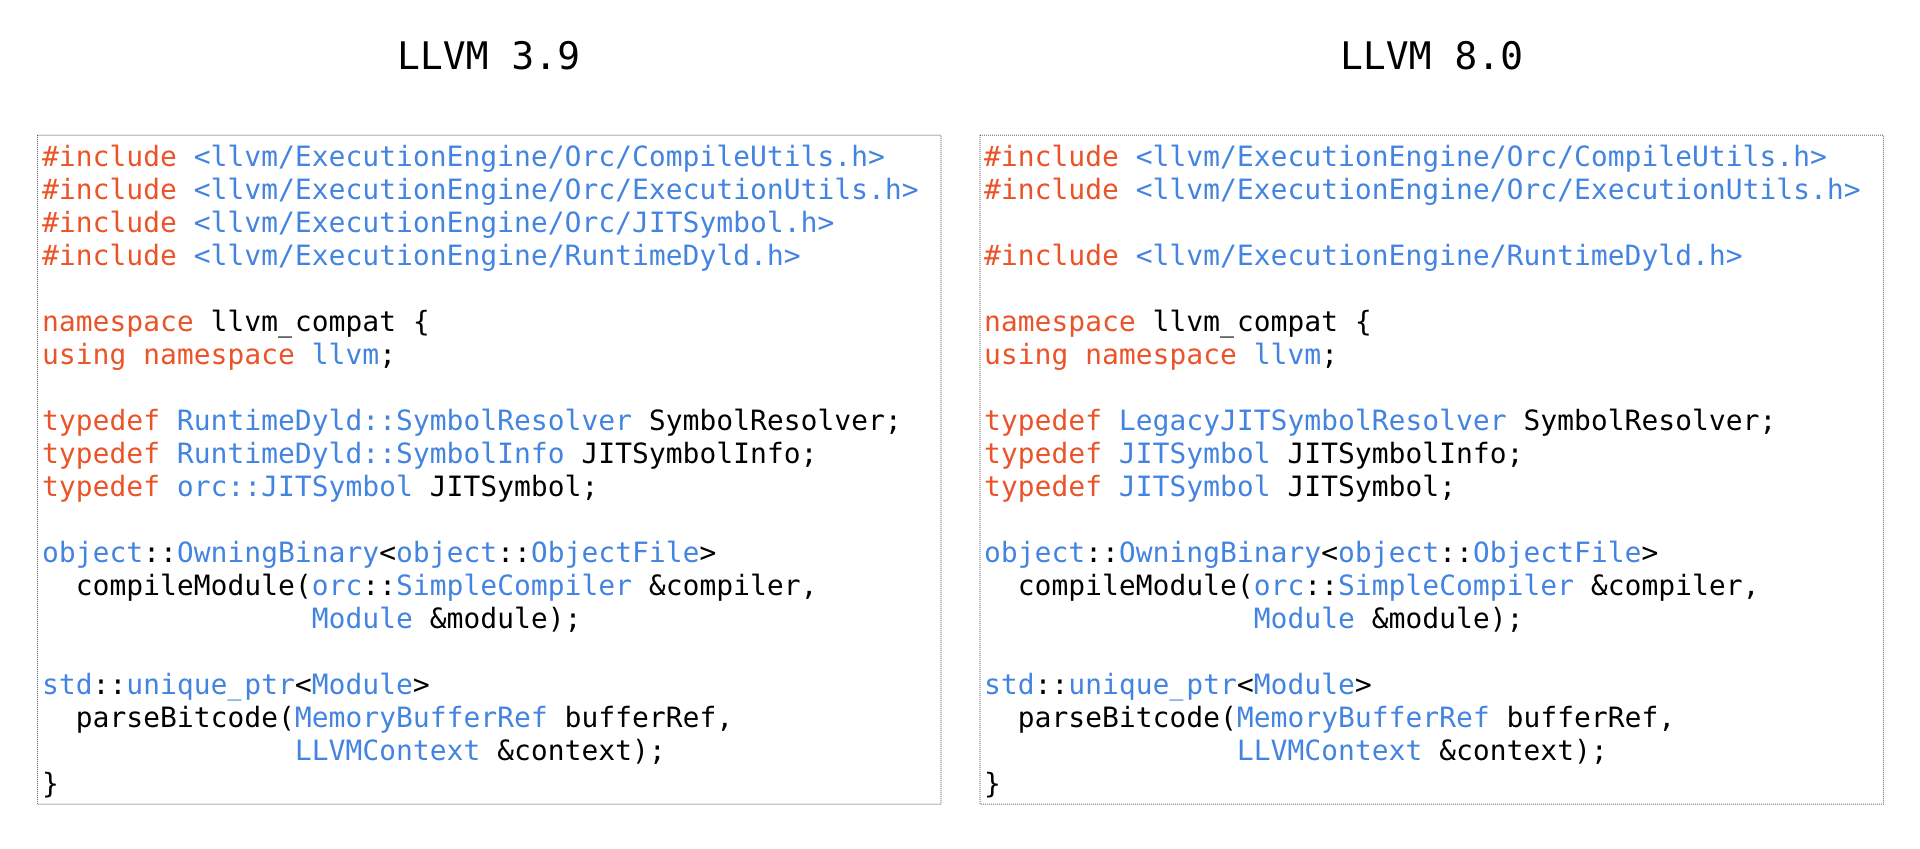 LLVM 3.9
#include <llvm/ExecutionEngine/Orc/CompileUtils.h>
#include <llvm/ExecutionEngine/Orc/ExecutionUtils.h>
#include <llvm/ExecutionEngine/Orc/JITSymbol.h>
#include <llvm/ExecutionEngine/RuntimeDyld.h>

namespace llvm_compat {
using namespace llvm;

typedef RuntimeDyld::SymbolResolver SymbolResolver;
typedef RuntimeDyld::SymbolInfo JITSymbolInfo;
typedef orc::JITSymbol JITSymbol;

object::OwningBinary<object::ObjectFile>
  compileModule(orc::SimpleCompiler &compiler,
                Module &module);

std::unique_ptr<Module>
  parseBitcode(MemoryBufferRef bufferRef,
               LLVMContext &context);
}
LLVM 8.0
#include <llvm/ExecutionEngine/Orc/CompileUtils.h>
#include <llvm/ExecutionEngine/Orc/ExecutionUtils.h>

#include <llvm/ExecutionEngine/RuntimeDyld.h>

namespace llvm_compat {
using namespace llvm;

typedef LegacyJITSymbolResolver SymbolResolver;
typedef JITSymbol JITSymbolInfo;
typedef JITSymbol JITSymbol;

object::OwningBinary<object::ObjectFile>
  compileModule(orc::SimpleCompiler &compiler,
                Module &module);

std::unique_ptr<Module>
  parseBitcode(MemoryBufferRef bufferRef,
               LLVMContext &context);
}